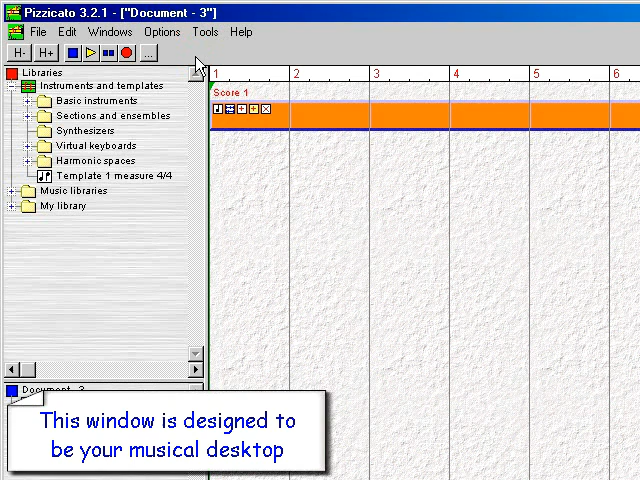 Pizzicato 3.2.1 - ["Document - 3"]
File Edit Windows Options Tools Help
H- H+ ...
Libraries
1 2 3 4 5 6
Instruments and templates
Score 1
Basic instruments
Sections and ensembles
Synthesizers
Virtual keyboards
Harmonic spaces
Template 1 measure 4/4
Music libraries
My library
Document - 3
This window is designed to
be your musical desktop